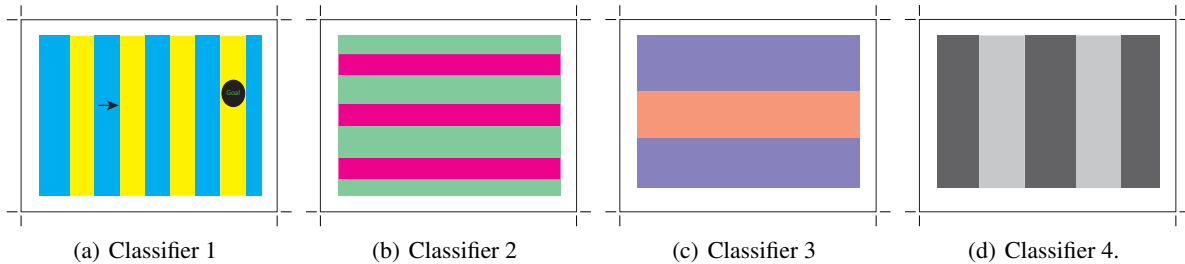 Goal
(a) Classifier 1
(b) Classifier 2
(c) Classifier 3
(d) Classifier 4.